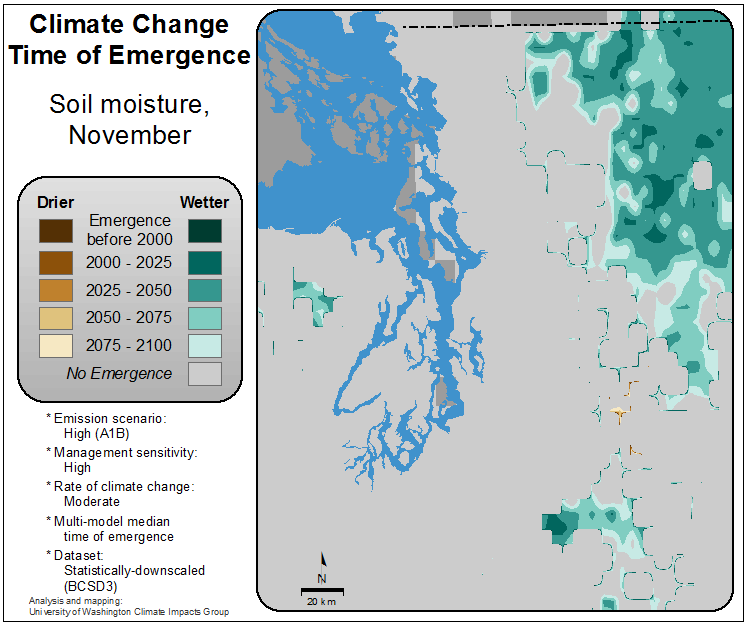 Climate Change
Time of Emergence
Soil moisture,
November
Drier Wetter
Emergence
before 2000
2000 - 2025
2025 - 2050
2050 - 2075
2075 - 2100
No Emergence
* Emission scenario:
High (A1B)
* Management sensitivity:
High
* Rate of climate change:
Moderate
* Multi-model median
time of emergence
* Dataset:
Statistically-downscaled
(BCSD3)
Analysis and mapping:
University of Washington Climate Impacts Group
N
20 km